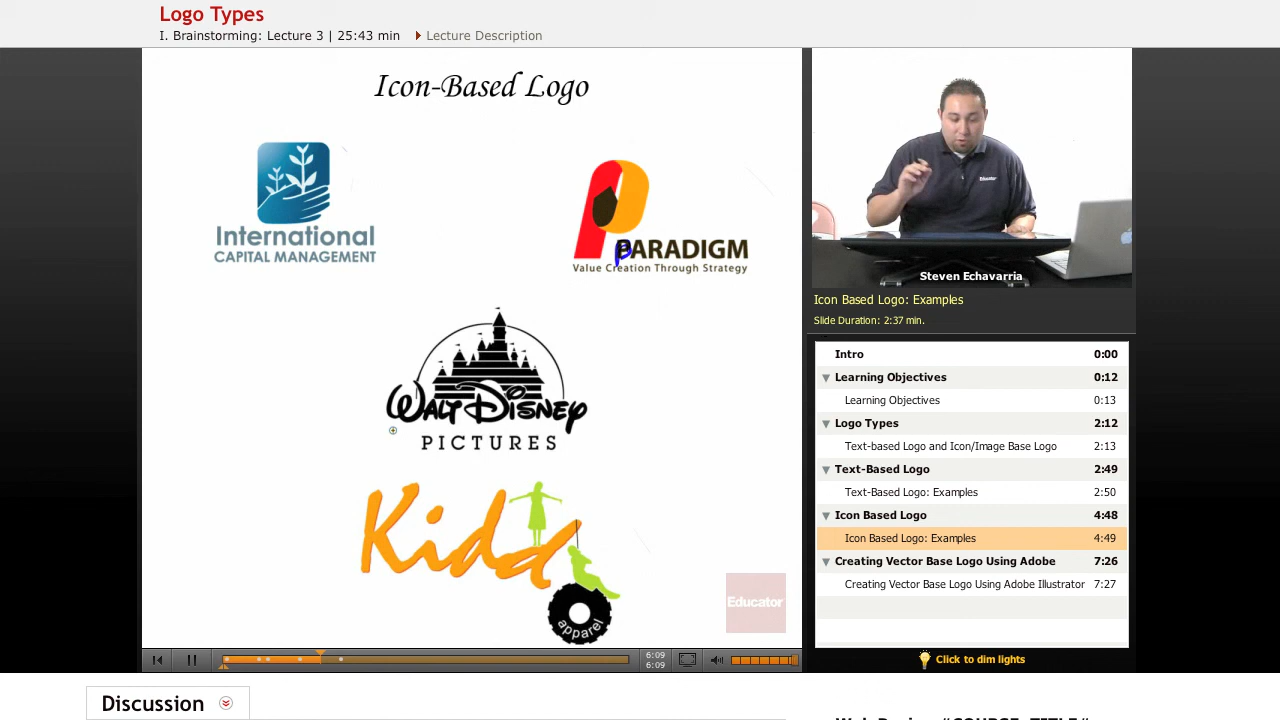 Logo Types
I. Brainstorming: Lecture 3 | 25:43 min Lecture Description
Icon-Based Logo
International
CAPITAL MANAGEMENT
PARADIGM
Value Creation Through Strategy
WALT DISNEY
PICTURES
Kidd
apparel
Educator
6:09
6:09
Educator
Steven Echavarria
Icon Based Logo: Examples
Slide Duration: 2:37 min.
Intro 0:00
Learning Objectives 0:12
Learning Objectives 0:13
Logo Types 2:12
Text-based Logo and Icon/Image Base Logo 2:13
Text-Based Logo 2:49
Text-Based Logo: Examples 2:50
Icon Based Logo 4:48
Icon Based Logo: Examples 4:49
Creating Vector Base Logo Using Adobe 7:26
Creating Vector Base Logo Using Adobe Illustrator 7:27
Click to dim lights
Discussion